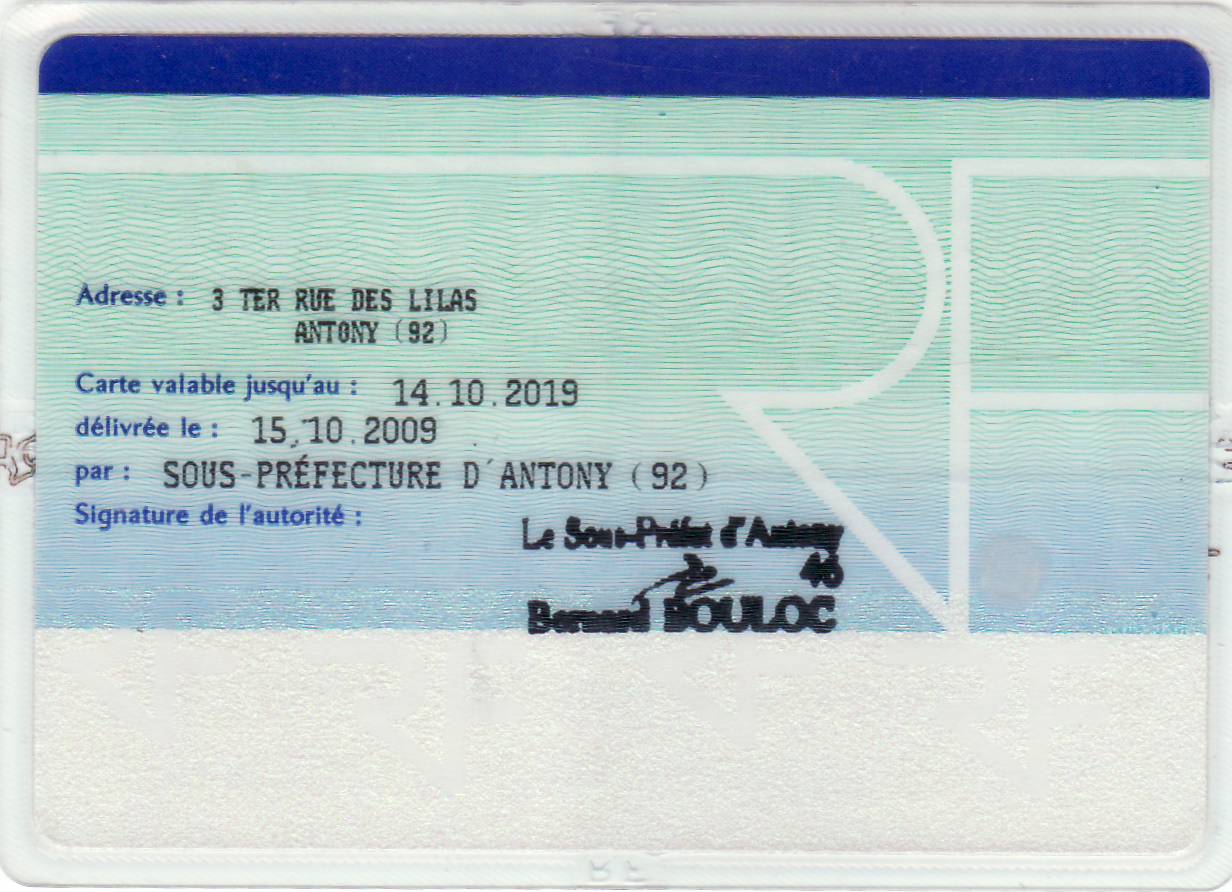 Adresse : 3 TER RUE DES LILAS
ANTONY (92)
Carte valable jusqu'au : 14.10.2019
délivrée le : 15.10.2009
par : SOUS-PRÉFECTURE D'ANTONY (92)
Signature de l'autorité :
Le Sous-Préfet d'Antony
Bernard BOULOC
RF